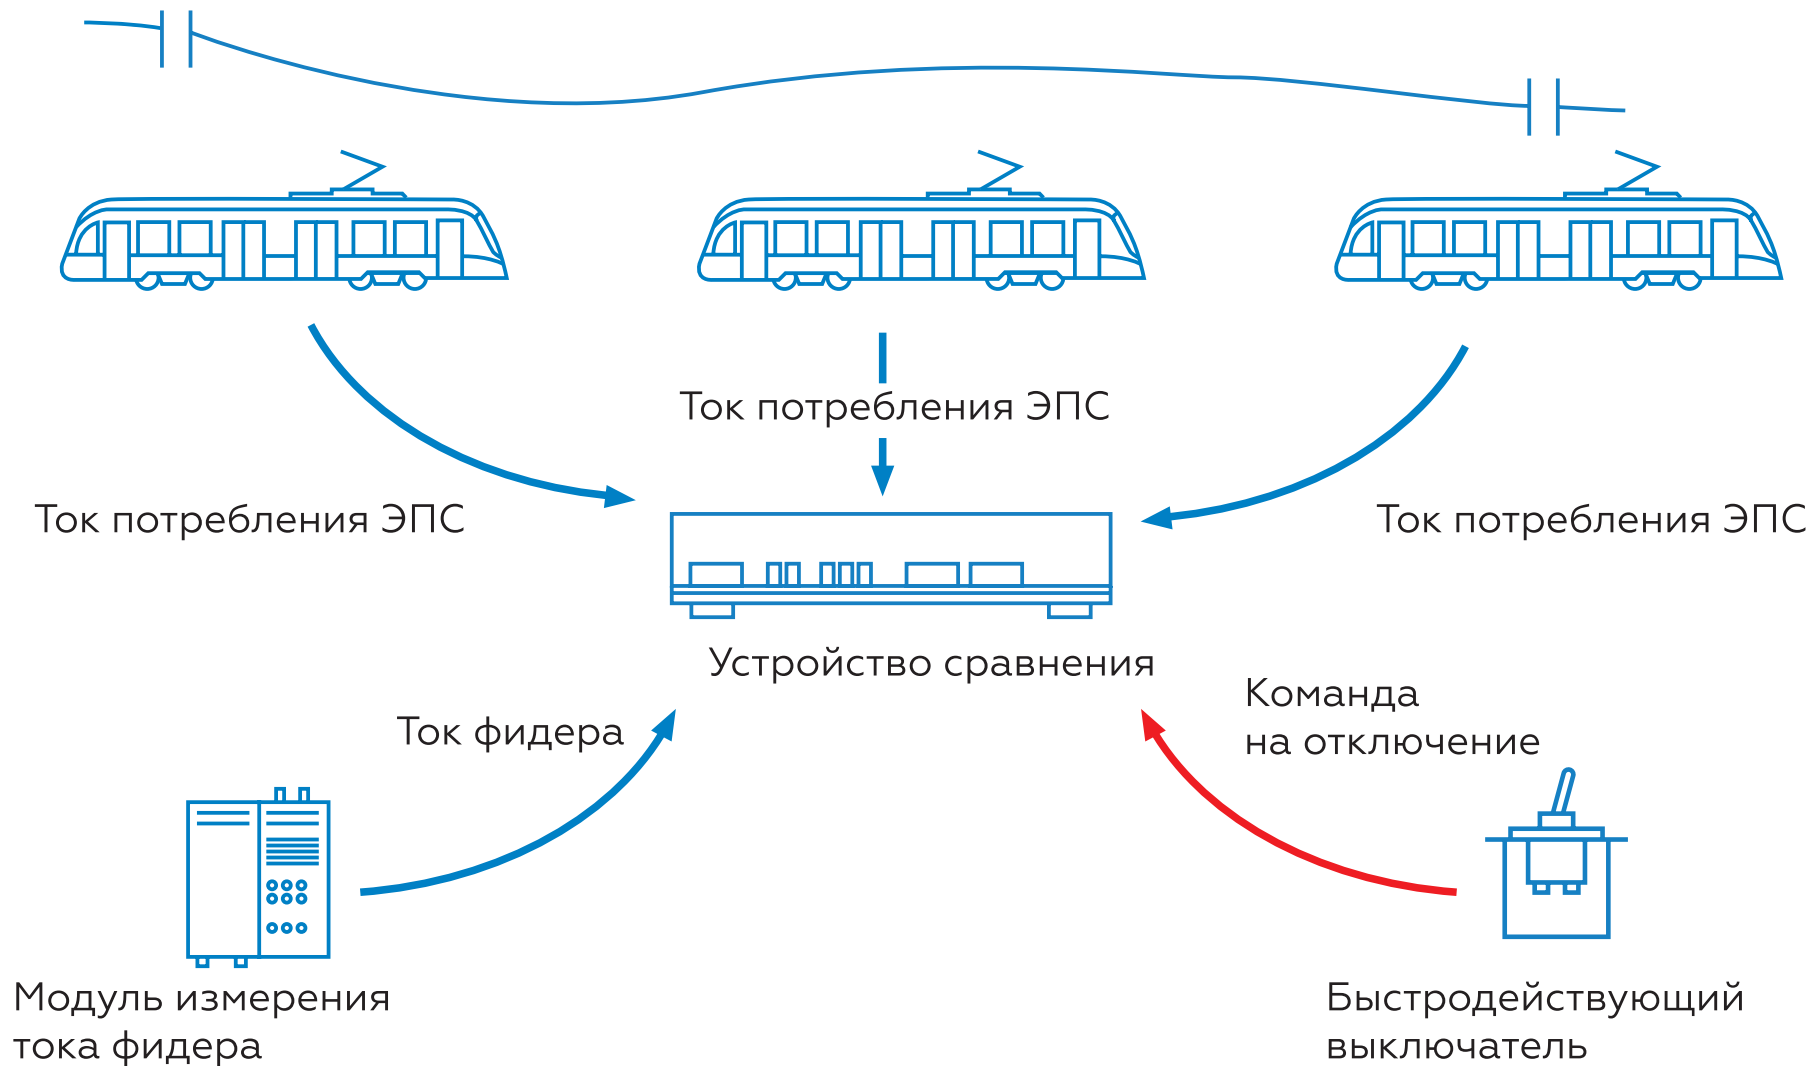 Ток потребления ЭПС
Ток потребления ЭПС
Ток потребления ЭПС
Устройство сравнения
Ток фидера
Команда
на отключение
Модуль измерения
тока фидера
Быстродействующий
выключатель